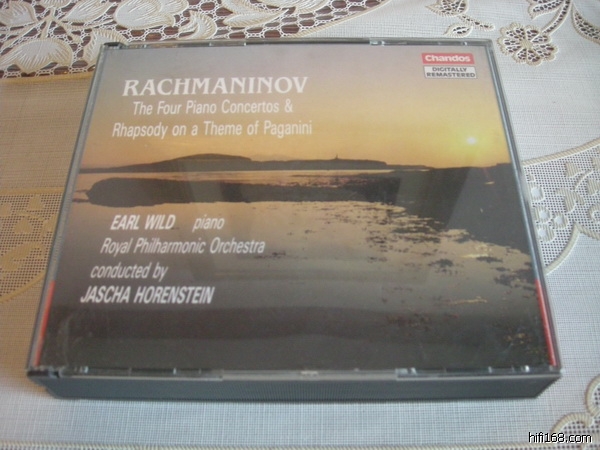 Chandos
DIGITALLY
REMASTERED
RACHMANINOV
The Four Piano Concertos &
Rhapsody on a Theme of Paganini
EARL WILD piano
Royal Philharmonic Orchestra
conducted by
JASCHA HORENSTEIN
hifi168.com